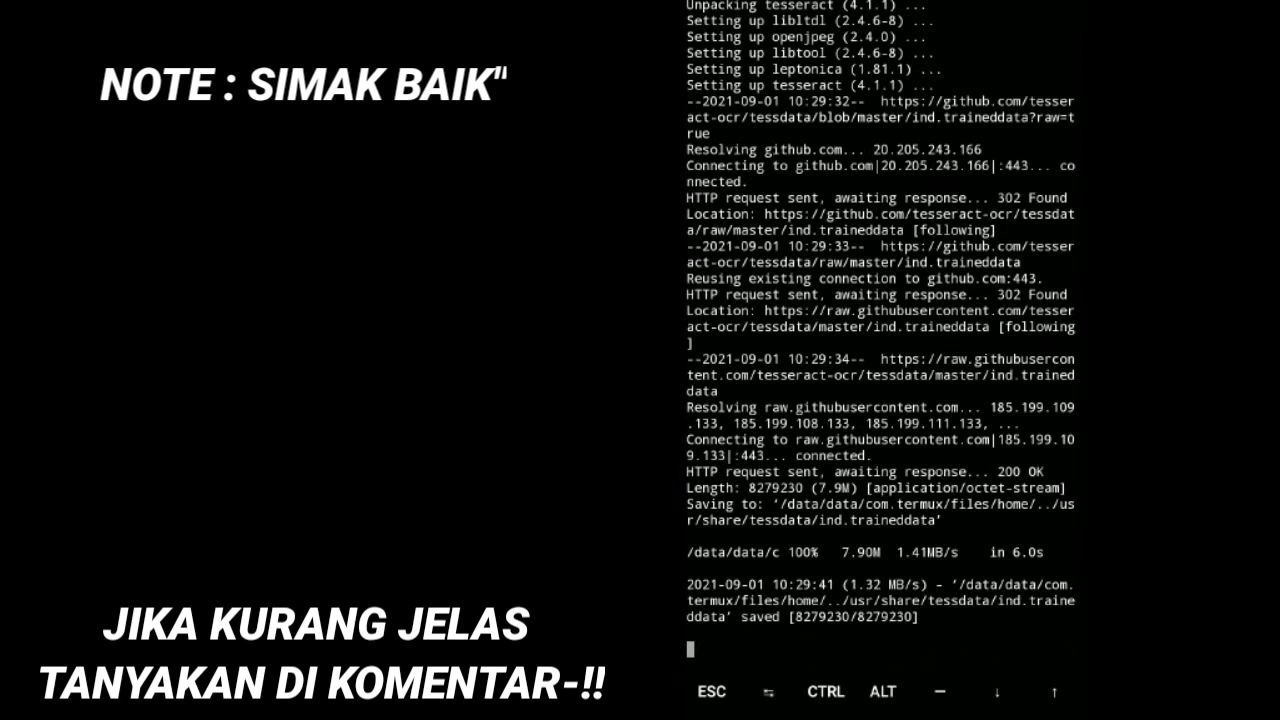 NOTE : SIMAK BAIK"
Unpacking tesseract (4.1.1) ...
Setting up libltdl (2.4.6-8) ...
Setting up openjpeg (2.4.0) ...
Setting up libtool (2.4.6-8) ...
Setting up leptonica (1.81.1) ...
Setting up tesseract (4.1.1) ...
--2021-09-01 10:29:32--  https://github.com/tesser
act-ocr/tessdata/blob/master/ind.traineddata?raw=t
rue
Resolving github.com... 20.205.243.166
Connecting to github.com|20.205.243.166|:443... co
nnected.
HTTP request sent, awaiting response... 302 Found
Location: https://github.com/tesseract-ocr/tessdat
a/raw/master/ind.traineddata [following]
--2021-09-01 10:29:33--  https://github.com/tesser
act-ocr/tessdata/raw/master/ind.traineddata
Reusing existing connection to github.com:443.
HTTP request sent, awaiting response... 302 Found
Location: https://raw.githubusercontent.com/tesser
act-ocr/tessdata/master/ind.traineddata [following
]
--2021-09-01 10:29:34--  https://raw.githubusercon
tent.com/tesseract-ocr/tessdata/master/ind.trained
data
Resolving raw.githubusercontent.com... 185.199.109
.133, 185.199.108.133, 185.199.111.133, ...
Connecting to raw.githubusercontent.com|185.199.10
9.133|:443... connected.
HTTP request sent, awaiting response... 200 OK
Length: 8279230 (7.9M) [application/octet-stream]
Saving to: ‘/data/data/com.termux/files/home/../us
r/share/tessdata/ind.traineddata’
/data/data/c 100%   7.90M  1.41MB/s    in 6.0s
2021-09-01 10:29:41 (1.32 MB/s) - ‘/data/data/com.
termux/files/home/../usr/share/tessdata/ind.traine
ddata’ saved [8279230/8279230]
JIKA KURANG JELAS
TANYAKAN DI KOMENTAR-!!
ESC ⇆ CTRL ALT — ↓ ↑